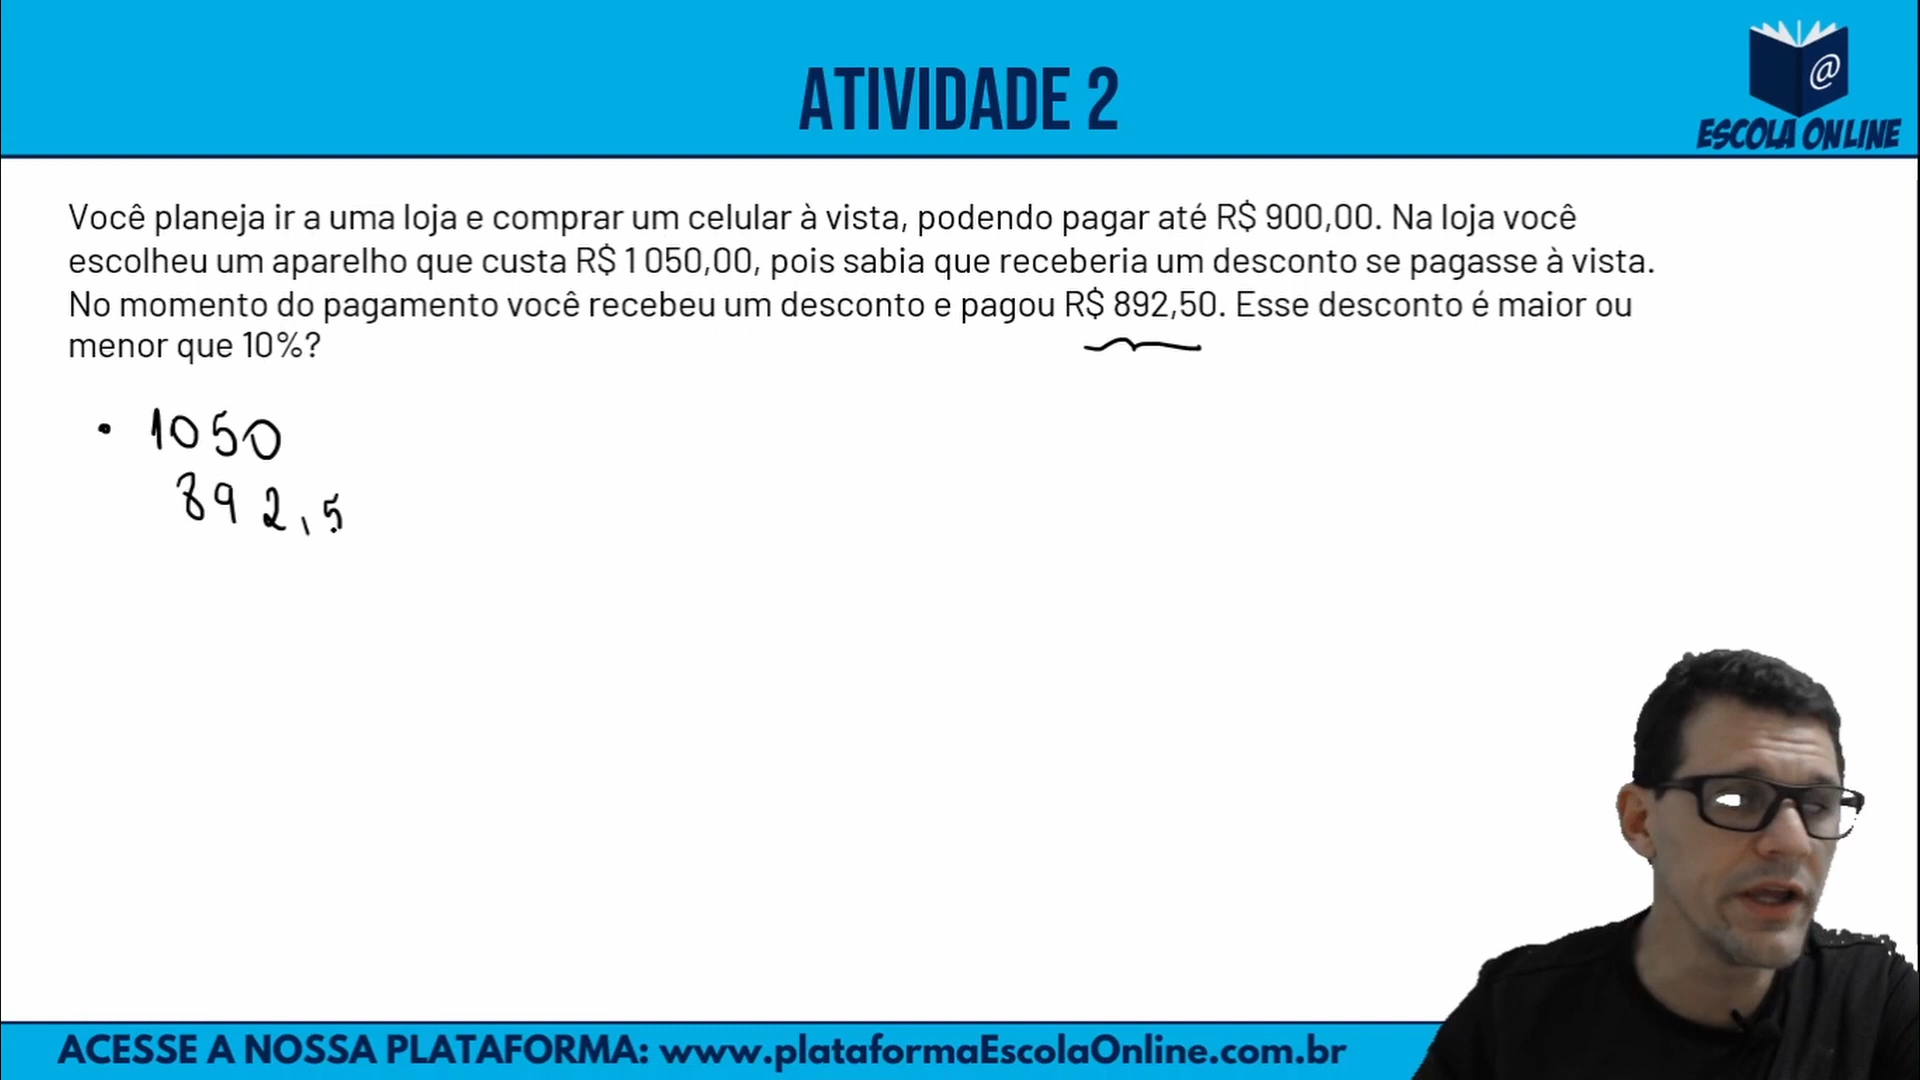 ATIVIDADE 2
@
ESCOLA ONLINE
Você planeja ir a uma loja e comprar um celular à vista, podendo pagar até R$ 900,00. Na loja você
escolheu um aparelho que custa R$ 1 050,00, pois sabia que receberia um desconto se pagasse à vista.
No momento do pagamento você recebeu um desconto e pagou R$ 892,50. Esse desconto é maior ou
menor que 10%?
• 1050
892,5
ACESSE A NOSSA PLATAFORMA: www.plataformaEscolaOnline.com.br